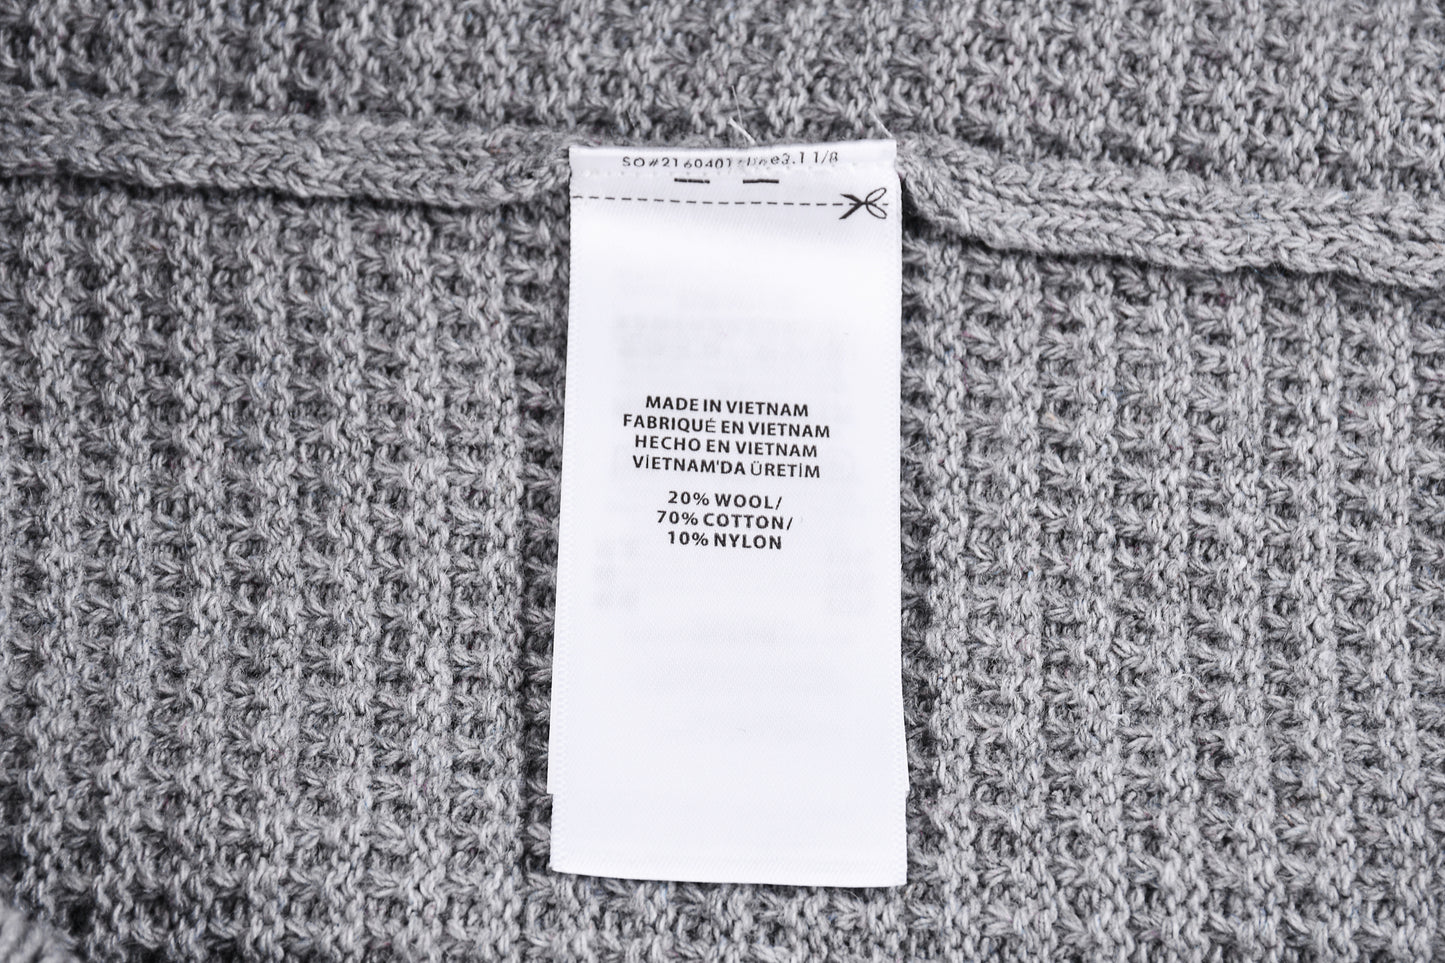 MADE IN VIETNAM
FABRIQUÉ EN VIETNAM
HECHO EN VIETNAM
VİETNAM'DA ÜRETİM
20% WOOL/
70% COTTON/
10% NYLON